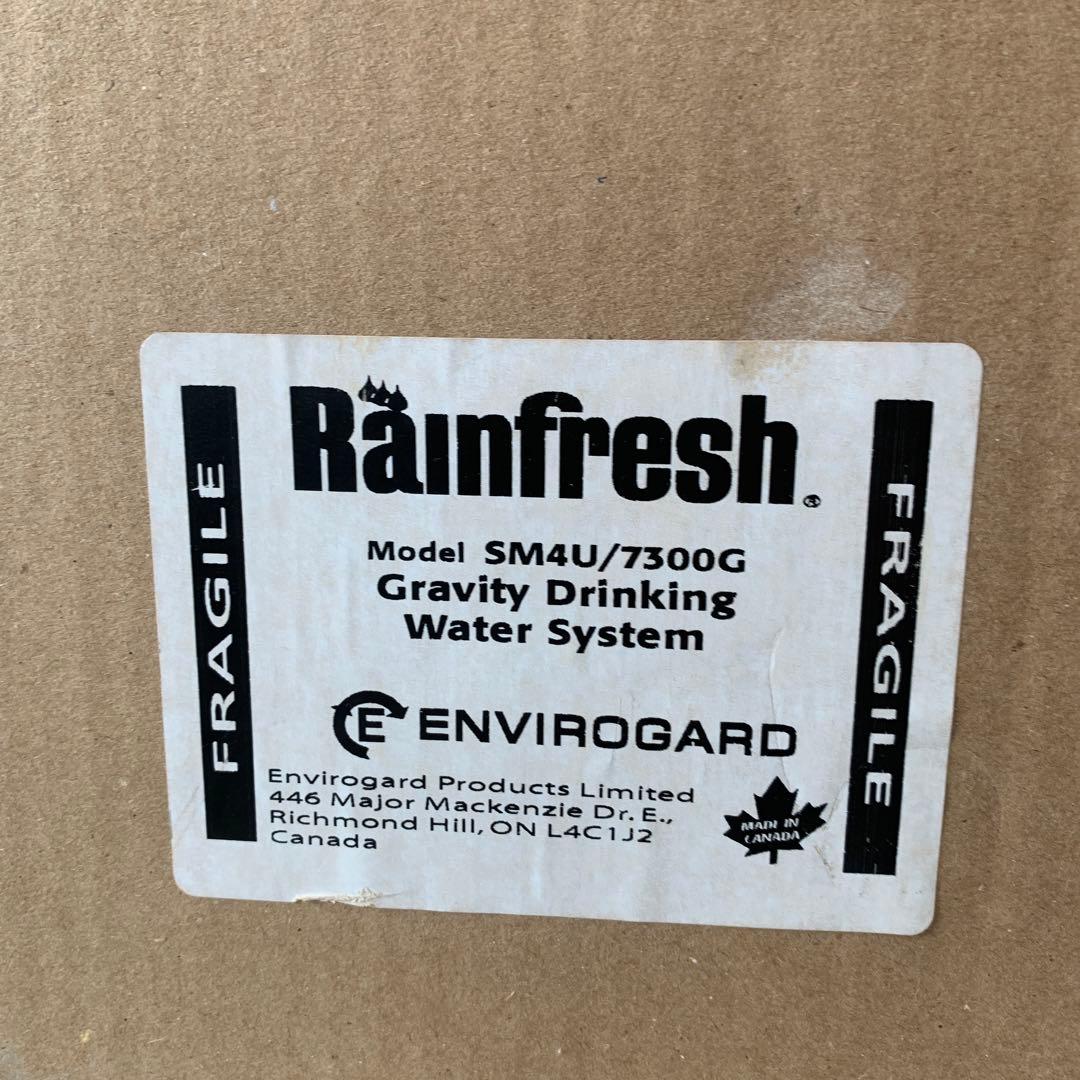 Rainfresh®
Model SM4U/7300G
Gravity Drinking
Water System
E ENVIROGARD
Envirogard Products Limited
446 Major Mackenzie Dr. E.,
Richmond Hill, ON L4C1J2
Canada
MADE IN
CANADA
FRAGILE
FRAGILE